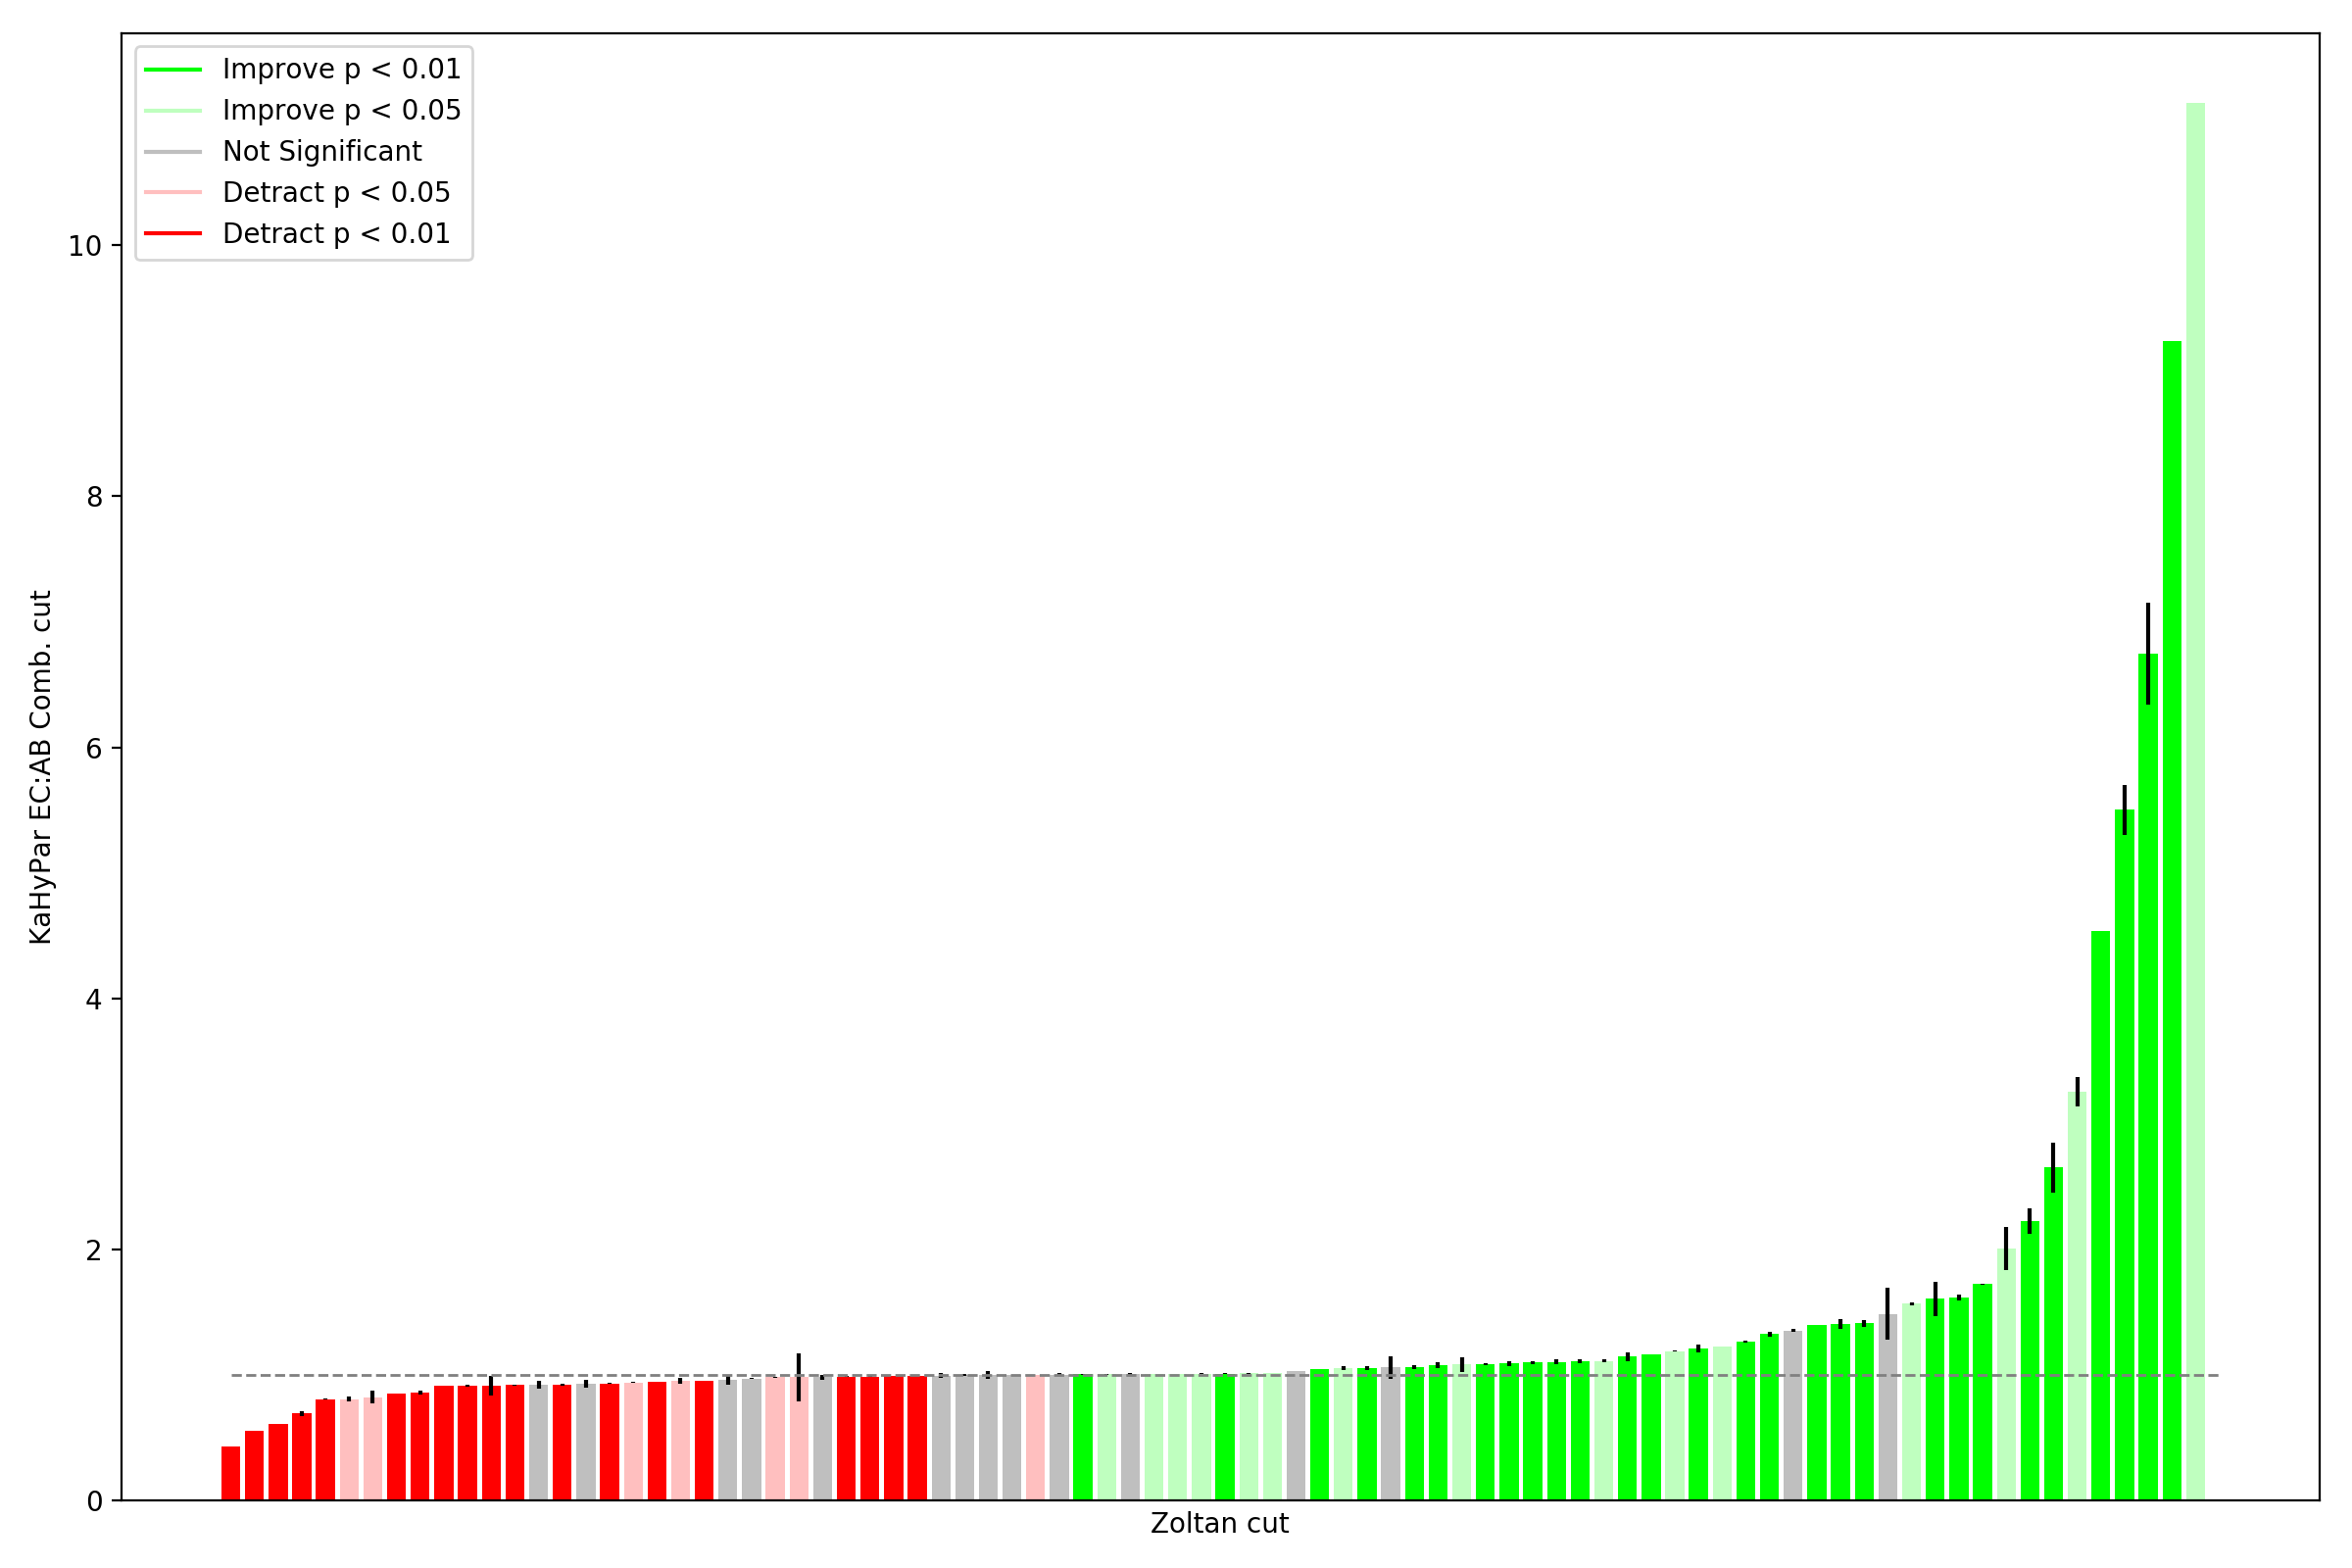 Improve p < 0.01
Improve p < 0.05
Not Significant
Detract p < 0.05
Detract p < 0.01
10
8
6
4
2
0
KaHyPar EC:AB Comb. cut
Zoltan cut